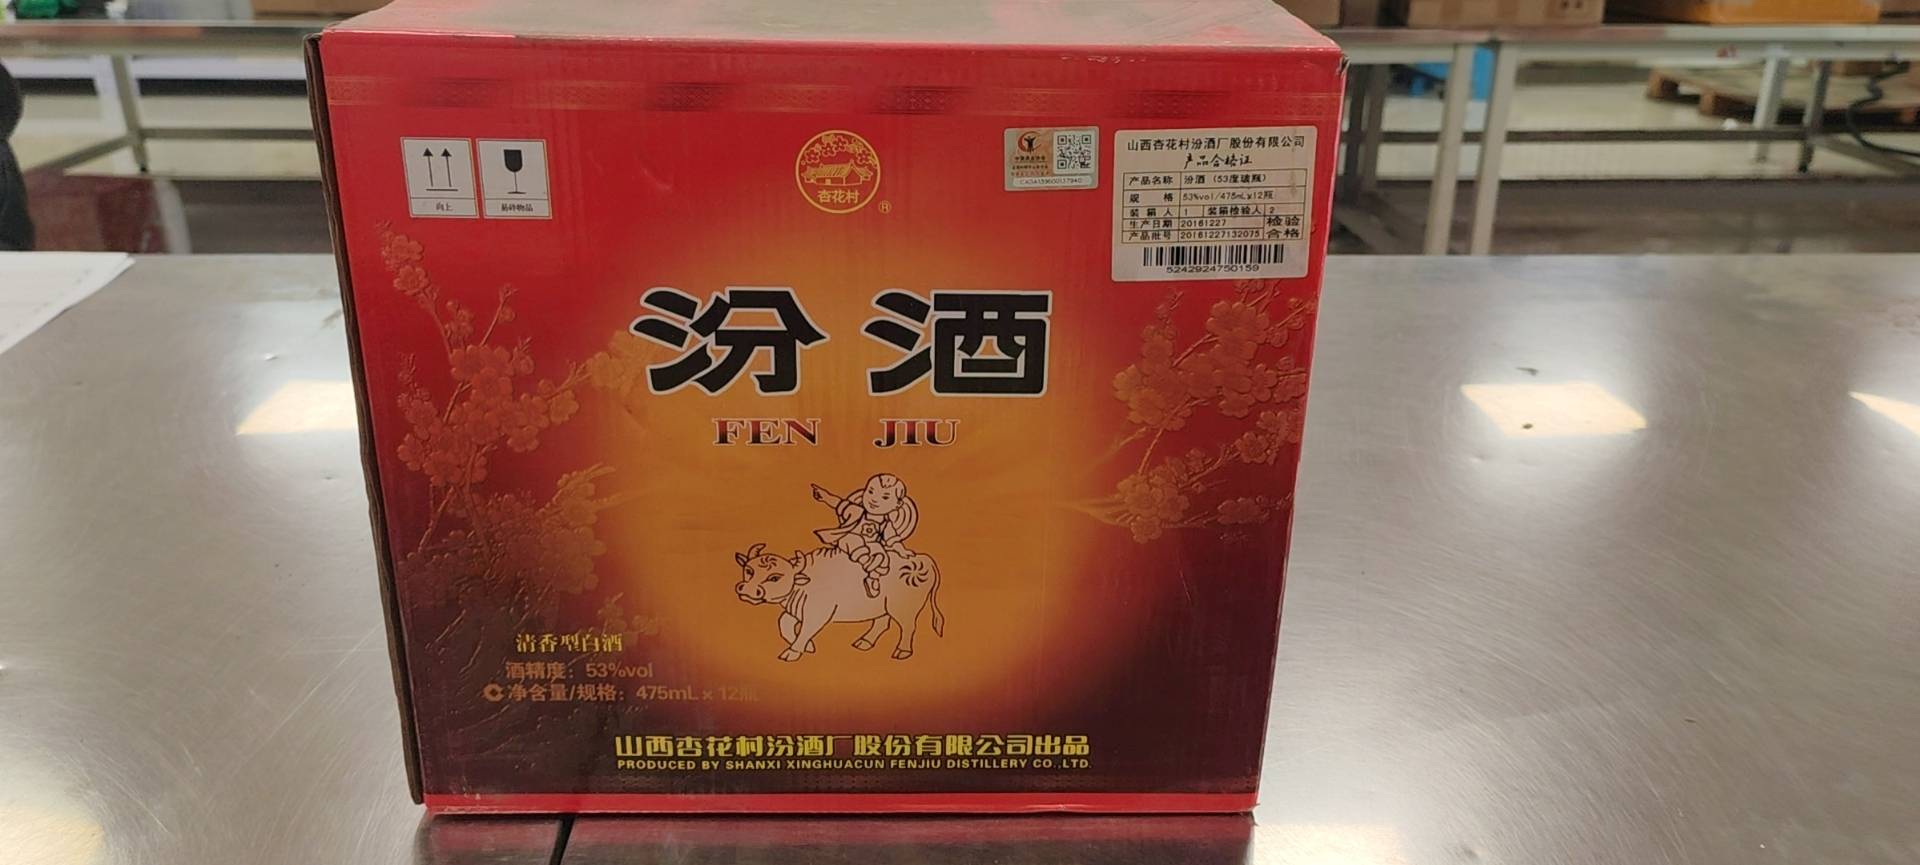 杏花村
®
向上
易碎物品
山西杏花村汾酒厂股份有限公司
产品合格证
产品名称 汾酒(53度玻瓶)
规 格 53%vol/475mLx12瓶
装箱人 1 装箱检验人 2
生产日期 20161227 检验
产品批号 20161227132075 合格
5242924750159
汾酒
FEN JIU
清香型白酒
酒精度:53%vol
净含量/规格:475mL×12瓶
山西杏花村汾酒厂股份有限公司出品
PRODUCED BY SHANXI XINGHUACUN FENJIU DISTILLERY CO.,LTD.